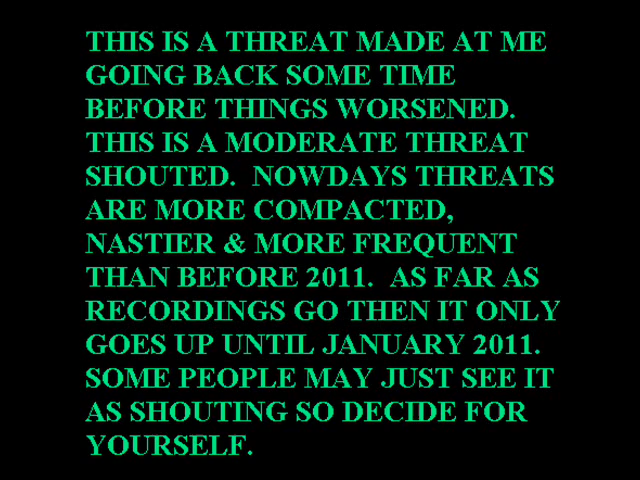 THIS IS A THREAT MADE AT ME
GOING BACK SOME TIME
BEFORE THINGS WORSENED.
THIS IS A MODERATE THREAT
SHOUTED.  NOWDAYS THREATS
ARE MORE COMPACTED,
NASTIER & MORE FREQUENT
THAN BEFORE 2011.  AS FAR AS
RECORDINGS GO THEN IT ONLY
GOES UP UNTIL JANUARY 2011.
SOME PEOPLE MAY JUST SEE IT
AS SHOUTING SO DECIDE FOR
YOURSELF.